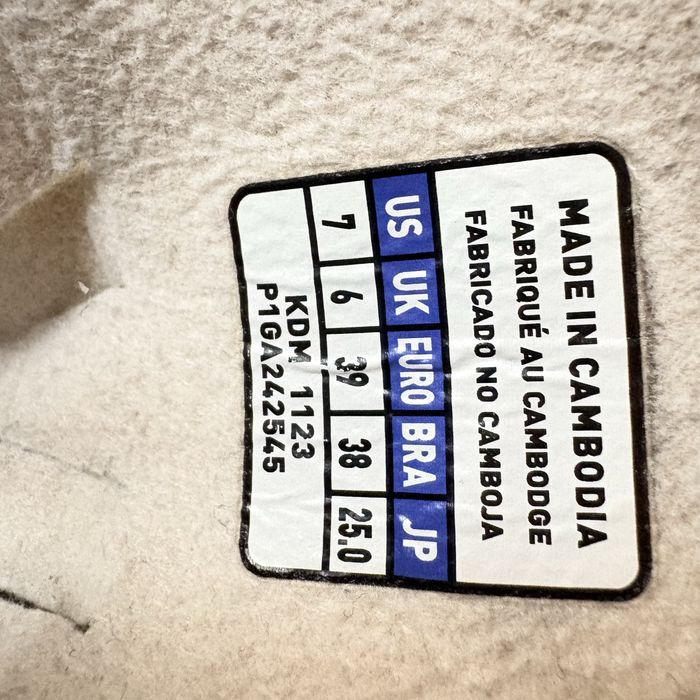 MADE IN CAMBODIA
FABRIQUÉ AU CAMBODGE
FABRICADO NO CAMBOJA
US UK EURO BRA JP
7 6 39 38 25.0
KDM 1123
P1GA242545